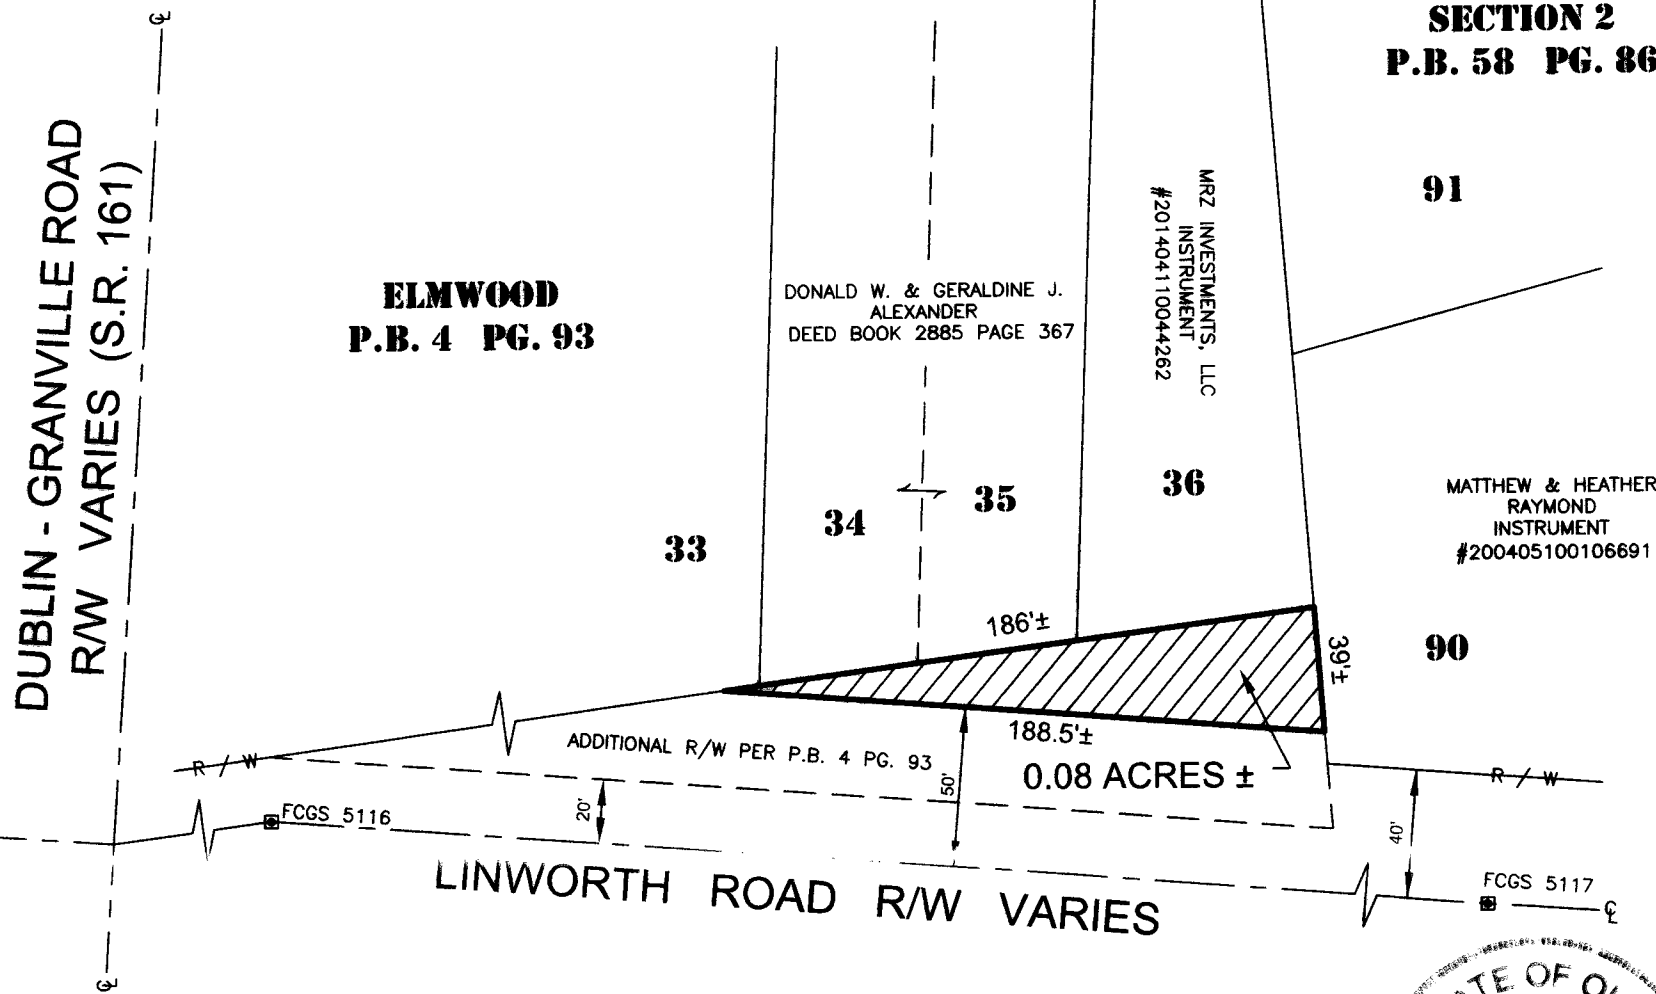 SECTION 2
P.B. 58 PG. 86
DUBLIN - GRANVILLE ROAD
R/W VARIES (S.R. 161)
91
MRZ INVESTMENTS, LLC
INSTRUMENT
#201404110044262
ELMWOOD
P.B. 4 PG. 93
DONALD W. & GERALDINE J.
ALEXANDER
DEED BOOK 2885 PAGE 367
33
34
35
36
MATTHEW & HEATHER
RAYMOND
INSTRUMENT
#200405100106691
90
186'±
39'±
188.5'±
0.08 ACRES ±
ADDITIONAL R/W PER P.B. 4 PG. 93
R / W
R / W
20'
50'
40'
FCGS 5116
FCGS 5117
LINWORTH ROAD R/W VARIES
TE OF O